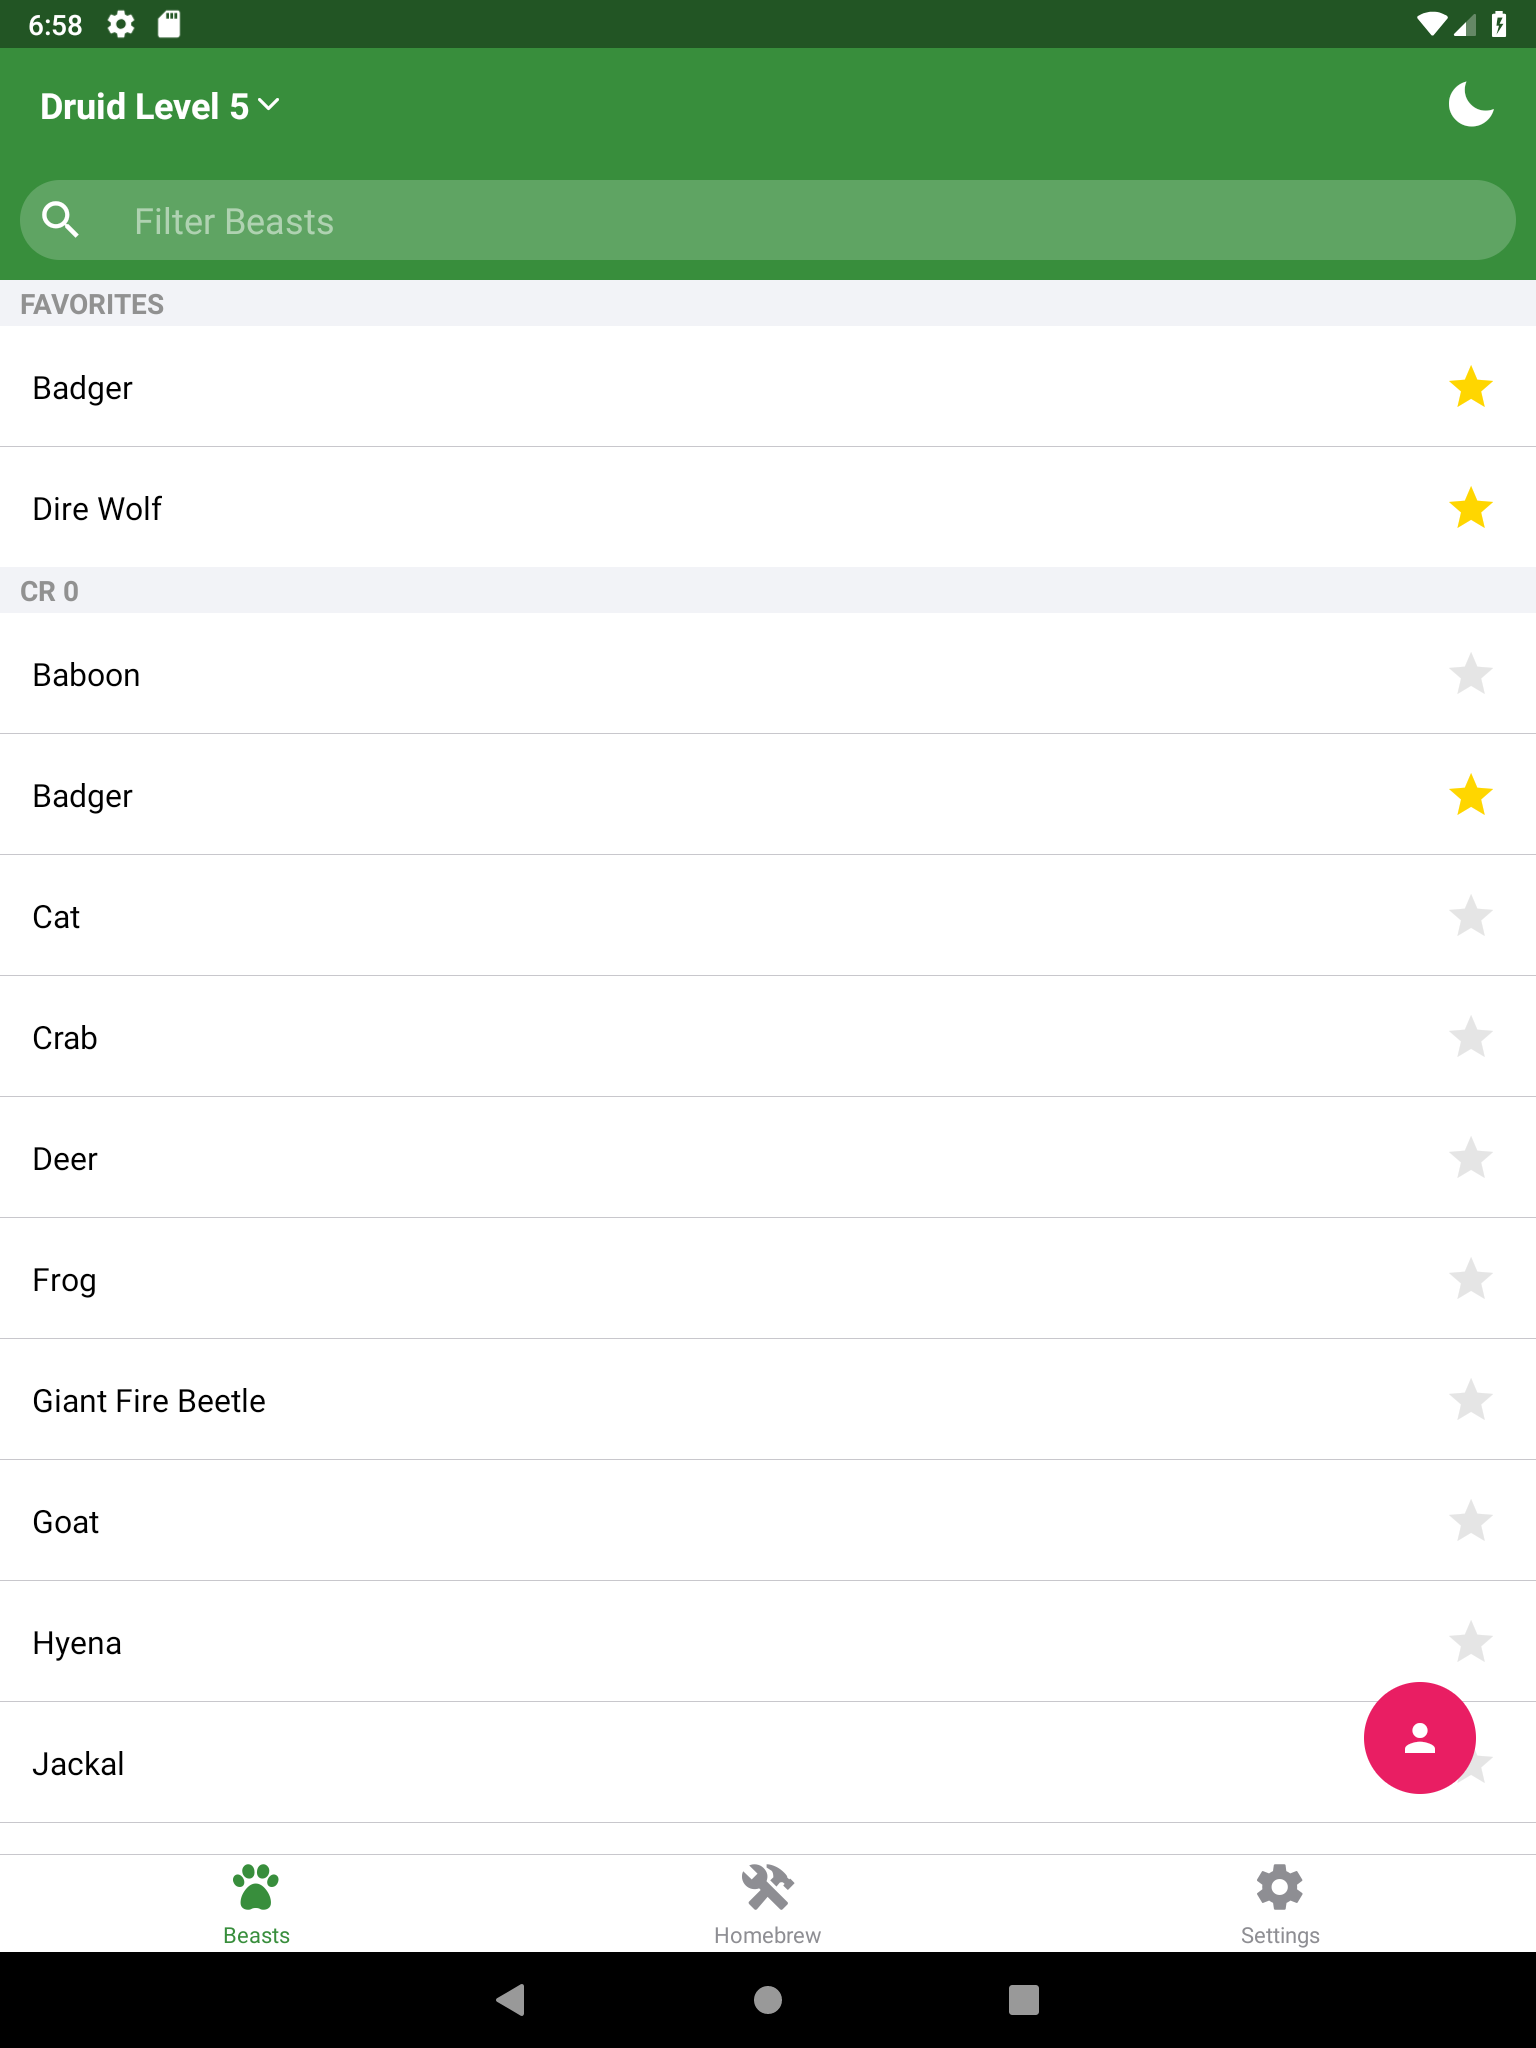 6:58
Druid Level 5
Filter Beasts
FAVORITES
Badger
Dire Wolf
CR 0
Baboon
Badger
Cat
Crab
Deer
Frog
Giant Fire Beetle
Goat
Hyena
Jackal
Beasts
Homebrew
Settings